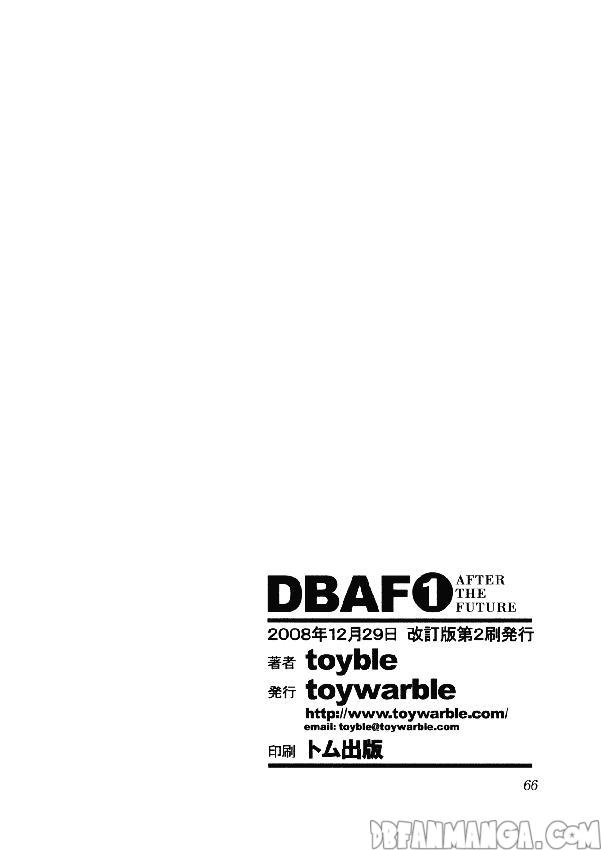 DBAF❶ AFTER
THE
FUTURE
2008年12月29日 改訂版第2刷発行
著者 toyble
発行 toywarble
http://www.toywarble.com/
email: toyble@toywarble.com
印刷 トム出版
66
DBFANMANGA.COM